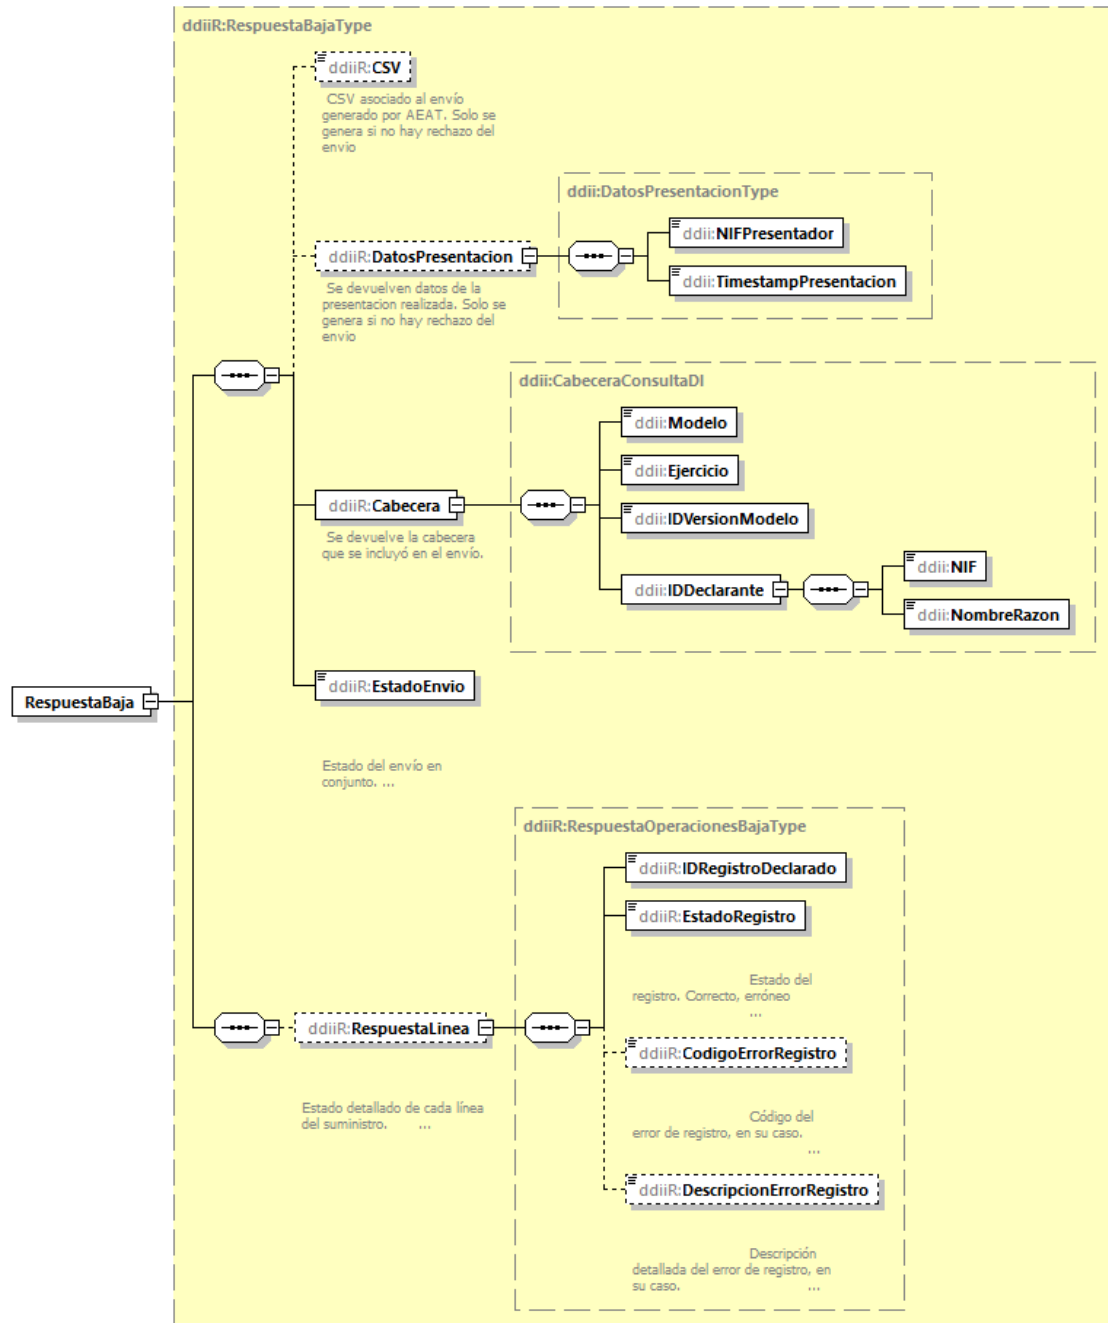 ddiiR:RespuestaBajaType
ddiiR:CSV
CSV asociado al envío
generado por AEAT. Solo se
genera si no hay rechazo del
envio
ddii:DatosPresentacionType
ddiiR:DatosPresentacion
ddii:NIFPresentador
ddii:TimestampPresentacion
Se devuelven datos de la
presentacion realizada. Solo se
genera si no hay rechazo del
envio
ddii:CabeceraConsultaDI
ddii:Modelo
ddii:Ejercicio
ddiiR:Cabecera
ddii:IDVersionModelo
Se devuelve la cabecera
que se incluyó en el envío.
ddii:IDDeclarante
ddii:NIF
ddii:NombreRazon
ddiiR:EstadoEnvio
RespuestaBaja
Estado del envío en
conjunto. ...
ddiiR:RespuestaOperacionesBajaType
ddiiR:IDRegistroDeclarado
ddiiR:EstadoRegistro
Estado del
registro. Correcto, erróneo
...
ddiiR:RespuestaLinea
ddiiR:CodigoErrorRegistro
Estado detallado de cada línea
del suministro. ...
Código del
error de registro, en su caso.
...
ddiiR:DescripcionErrorRegistro
Descripción
detallada del error de registro, en
su caso. ...